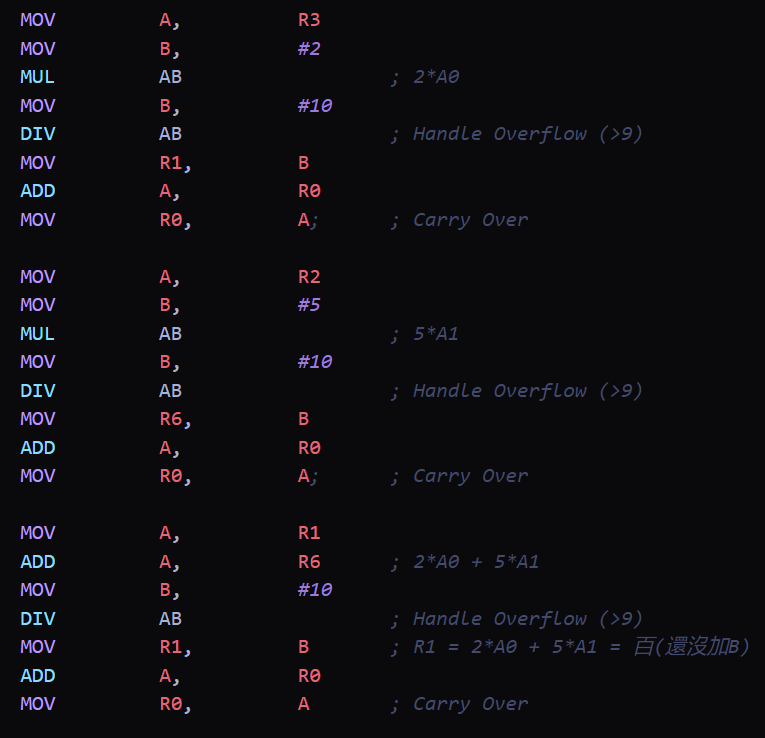 MOV A, R3
MOV B, #2
MUL AB ; 2*A0
MOV B, #10
DIV AB ; Handle Overflow (>9)
MOV R1, B
ADD A, R0
MOV R0, A; ; Carry Over
MOV A, R2
MOV B, #5
MUL AB ; 5*A1
MOV B, #10
DIV AB ; Handle Overflow (>9)
MOV R6, B
ADD A, R0
MOV R0, A; ; Carry Over
MOV A, R1
ADD A, R6 ; 2*A0 + 5*A1
MOV B, #10
DIV AB ; Handle Overflow (>9)
MOV R1, B ; R1 = 2*A0 + 5*A1 = 百(還沒加B)
ADD A, R0
MOV R0, A ; Carry Over